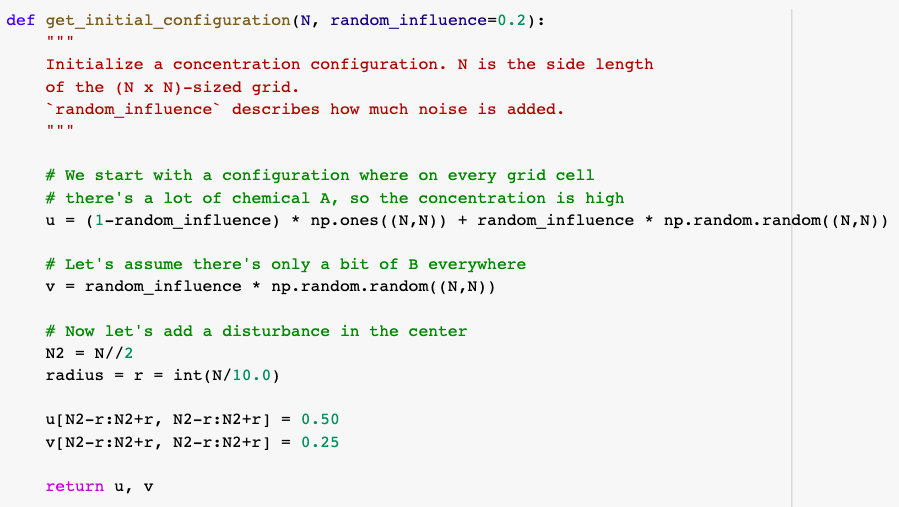 def get_initial_configuration(N, random_influence=0.2):
    """
    Initialize a concentration configuration. N is the side length
    of the (N x N)-sized grid.
    `random_influence` describes how much noise is added.
    """

    # We start with a configuration where on every grid cell
    # there's a lot of chemical A, so the concentration is high
    u = (1-random_influence) * np.ones((N,N)) + random_influence * np.random.random((N,N))

    # Let's assume there's only a bit of B everywhere
    v = random_influence * np.random.random((N,N))

    # Now let's add a disturbance in the center
    N2 = N//2
    radius = r = int(N/10.0)

    u[N2-r:N2+r, N2-r:N2+r] = 0.50
    v[N2-r:N2+r, N2-r:N2+r] = 0.25

    return u, v